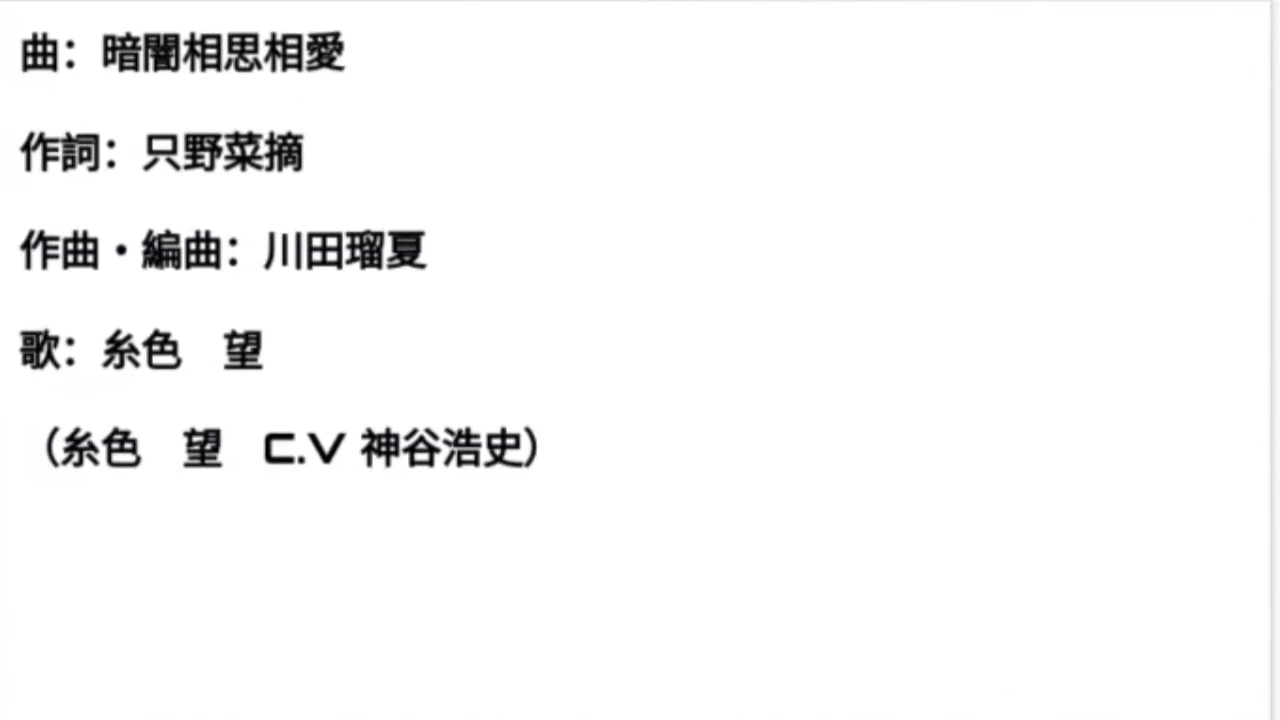 曲：暗闇相思相愛
作詞：只野菜摘
作曲・編曲：川田瑠夏
歌：糸色　望
（糸色　望　C.V 神谷浩史）